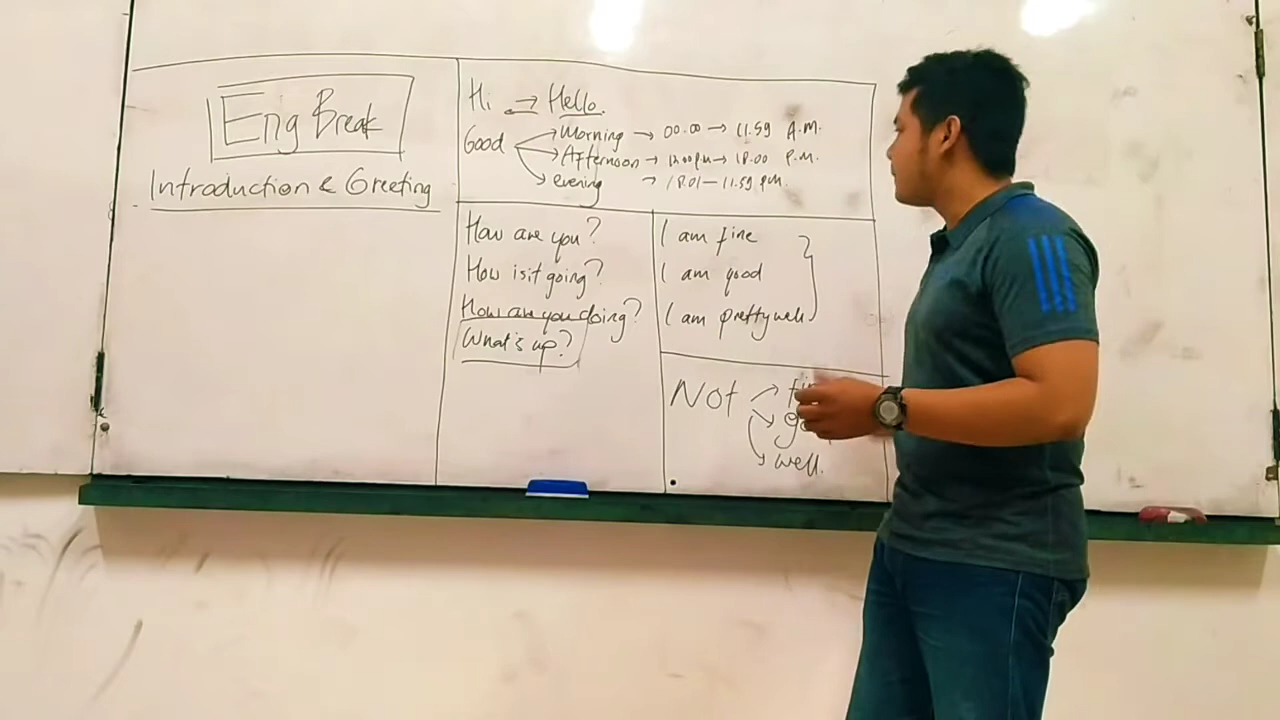 Eng Break
Introduction & Greeting
Hi → Hello.
Good → Morning → 00.00 → 11.59 A.M.
→ Afternoon → 12.00 p.m → 18.00 P.M.
→ evening → 18.01 — 11.59 P.M.
How are you?
How is it going?
How are you doing?
What's up?
I am fine
I am good
I am pretty well
Not →
→ well.